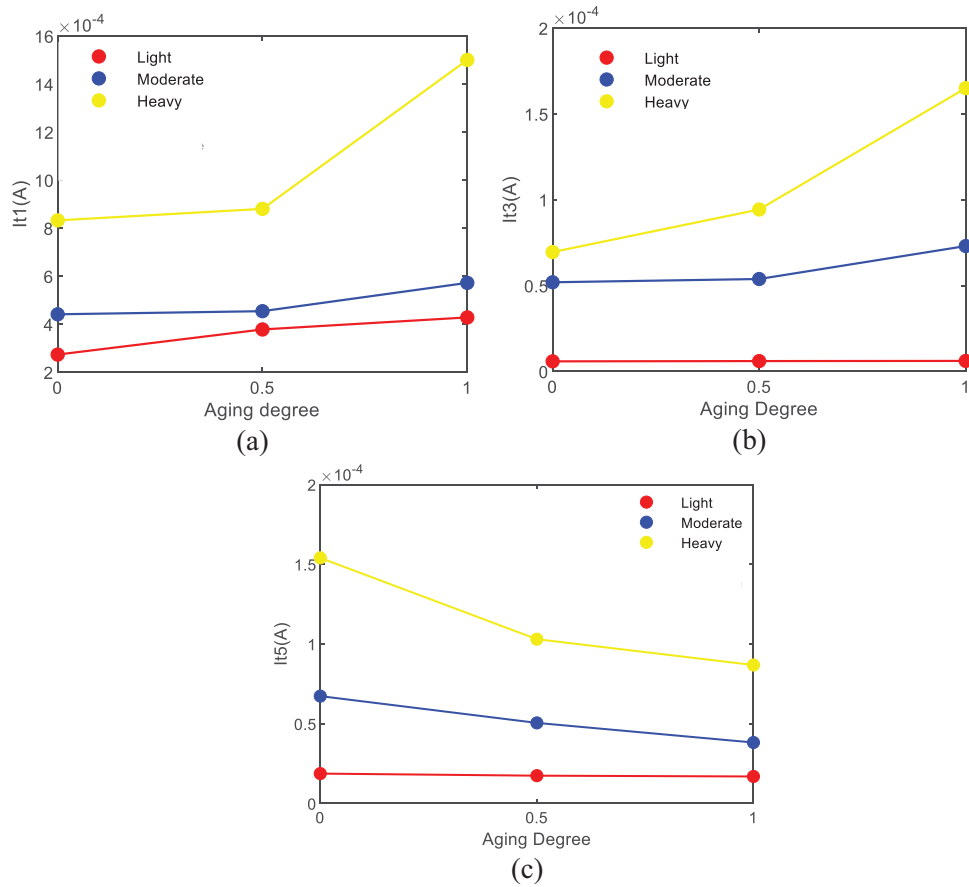 ×10-4
16
14
12
10
8
6
4
2
It1(A)
Light
Moderate
Heavy
0
0.5
1
Aging degree
(a)
×10-4
2
1.5
1
0.5
0
It3(A)
Light
Moderate
Heavy
0
0.5
1
Aging Degree
(b)
×10-4
2
1.5
1
0.5
0
It5(A)
Light
Moderate
Heavy
0
0.5
1
Aging Degree
(c)